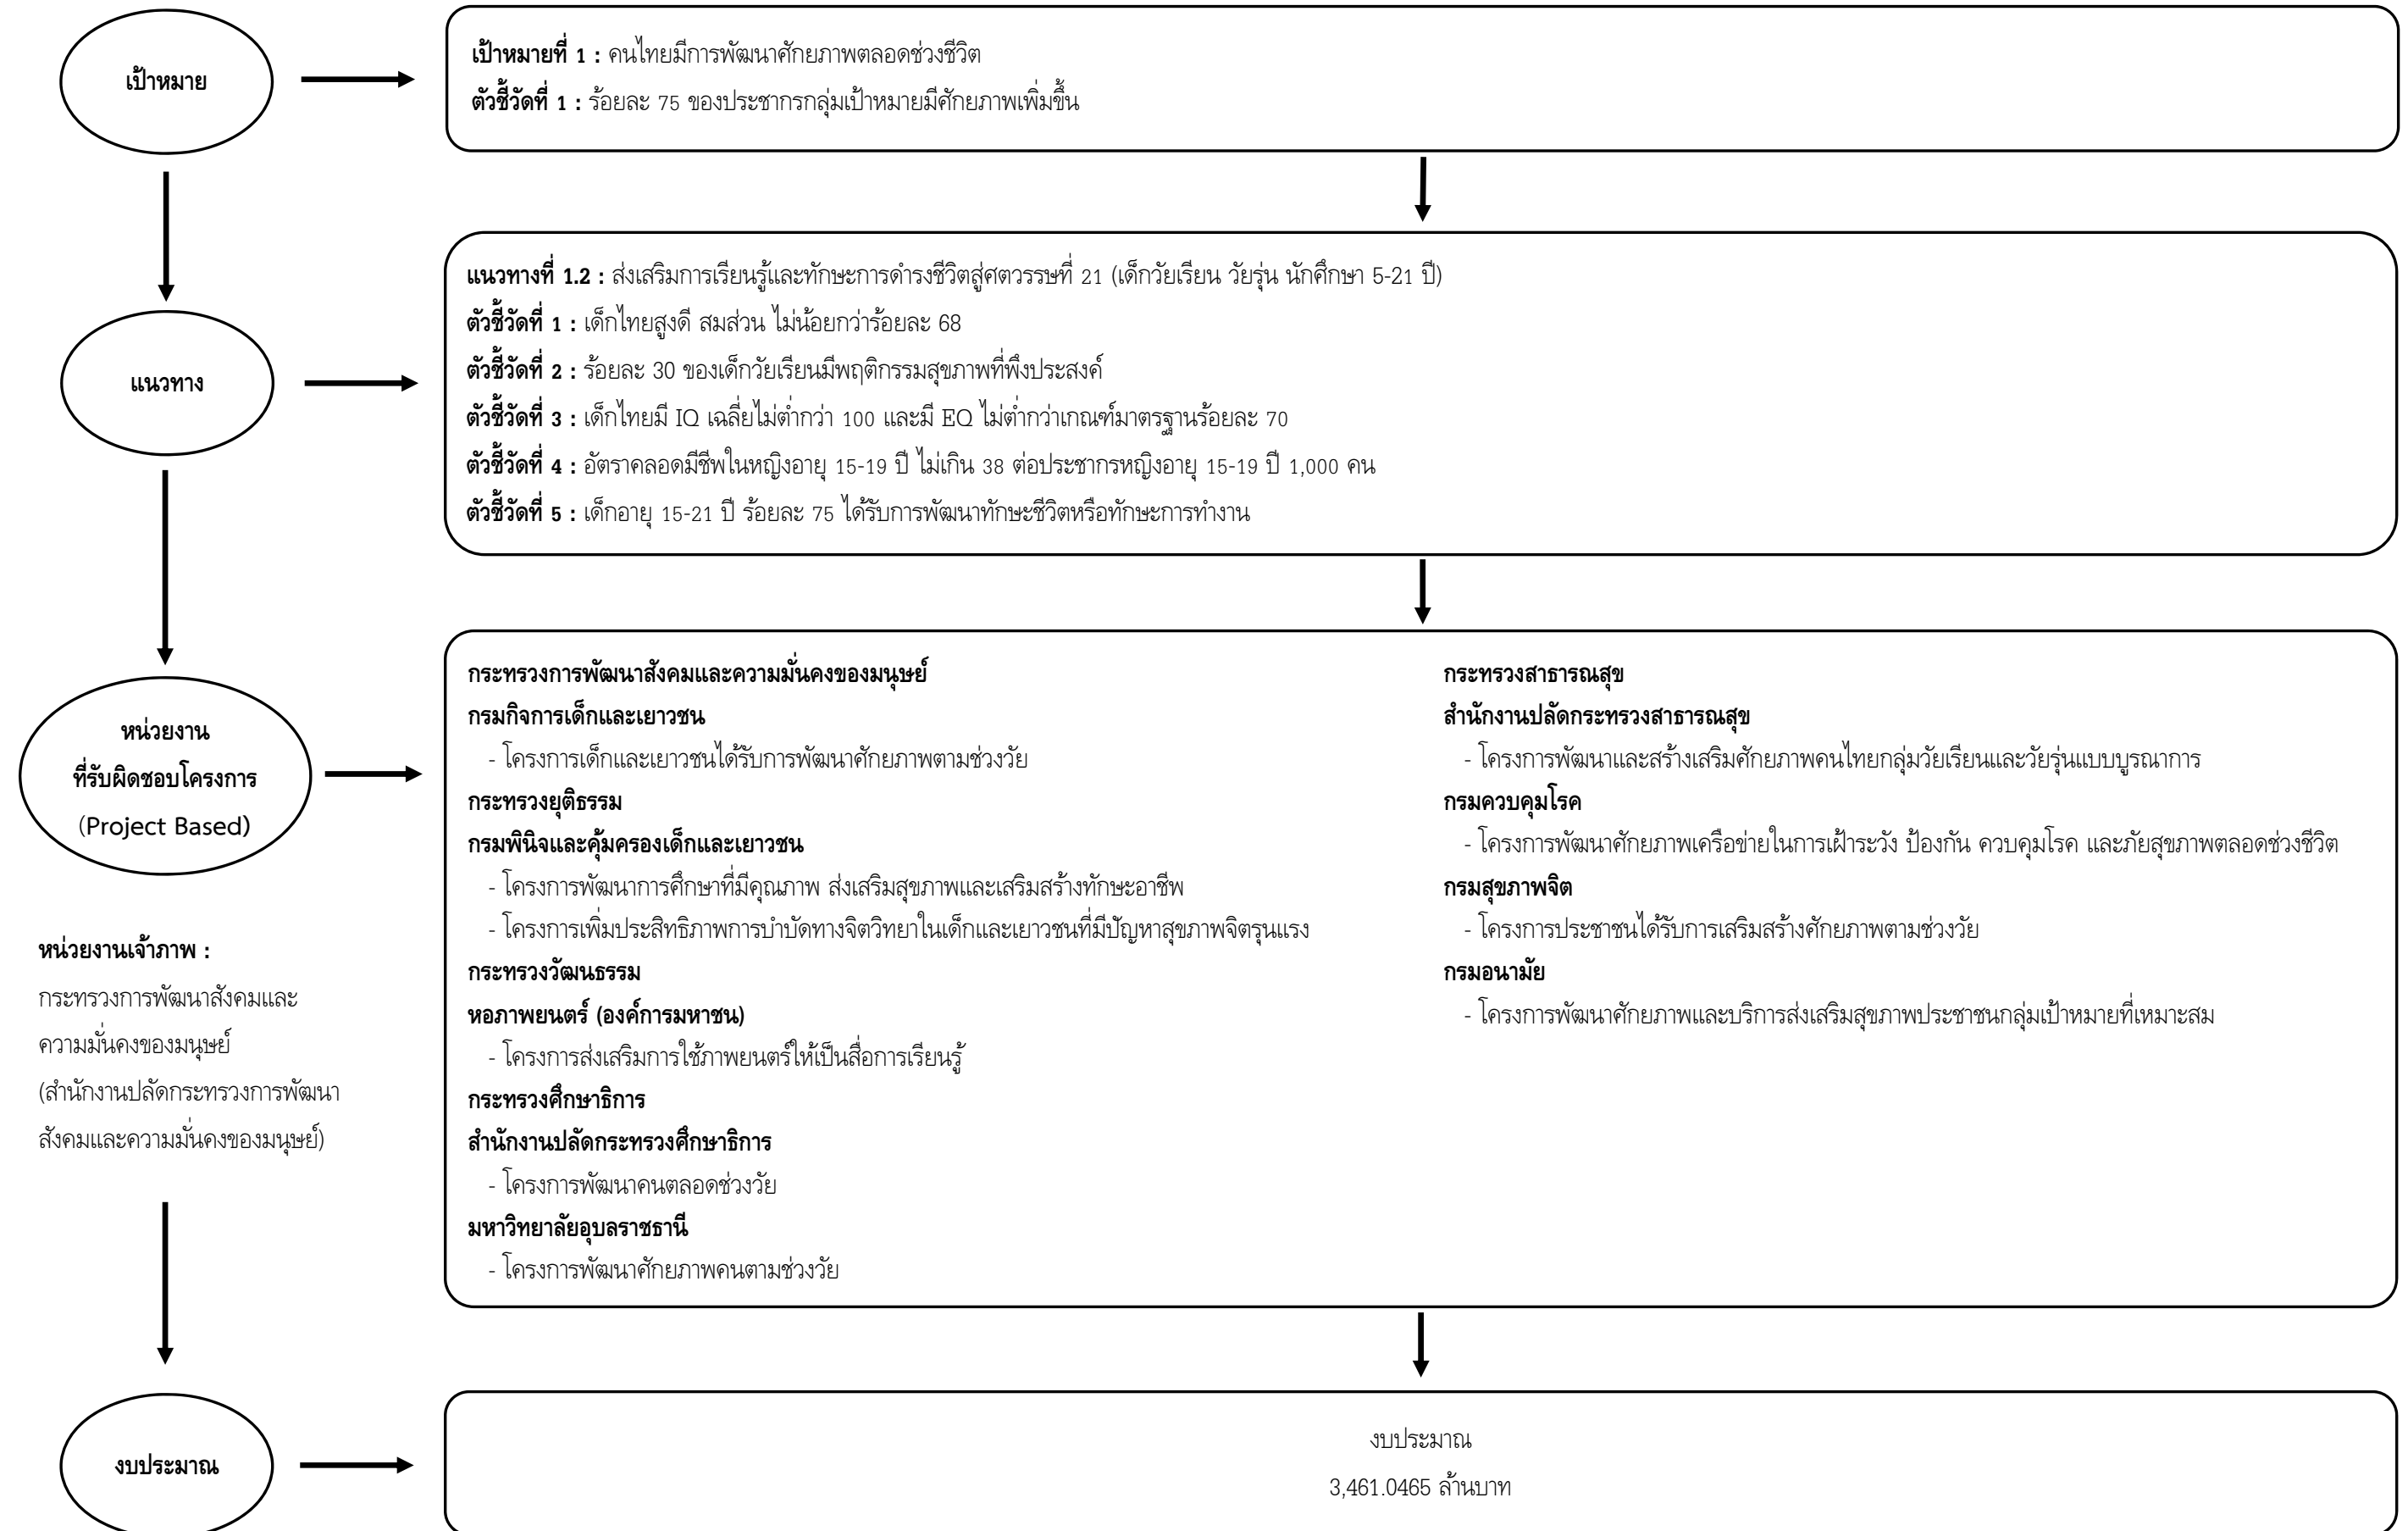 เป้าหมาย
เป้าหมายที่ 1 : คนไทยมีการพัฒนาศักยภาพตลอดช่วงชีวิต
ตัวชี้วัดที่ 1 : ร้อยละ 75 ของประชากรกลุ่มเป้าหมายมีศักยภาพเพิ่มขึ้น
แนวทาง
แนวทางที่ 1.2 : ส่งเสริมการเรียนรู้และทักษะการดำรงชีวิตสู่ศตวรรษที่ 21 (เด็กวัยเรียน วัยรุ่น นักศึกษา 5-21 ปี)
ตัวชี้วัดที่ 1 : เด็กไทยสูงดี สมส่วน ไม่น้อยกว่าร้อยละ 68
ตัวชี้วัดที่ 2 : ร้อยละ 30 ของเด็กวัยเรียนมีพฤติกรรมสุขภาพที่พึงประสงค์
ตัวชี้วัดที่ 3 : เด็กไทยมี IQ เฉลี่ยไม่ต่ำกว่า 100 และมี EQ ไม่ต่ำกว่าเกณฑ์มาตรฐานร้อยละ 70
ตัวชี้วัดที่ 4 : อัตราคลอดมีชีพในหญิงอายุ 15-19 ปี ไม่เกิน 38 ต่อประชากรหญิงอายุ 15-19 ปี 1,000 คน
ตัวชี้วัดที่ 5 : เด็กอายุ 15-21 ปี ร้อยละ 75 ได้รับการพัฒนาทักษะชีวิตหรือทักษะการทำงาน
หน่วยงาน
ที่รับผิดชอบโครงการ
(Project Based)
หน่วยงานเจ้าภาพ :
กระทรวงการพัฒนาสังคมและ
ความมั่นคงของมนุษย์
(สำนักงานปลัดกระทรวงการพัฒนา
สังคมและความมั่นคงของมนุษย์)
กระทรวงการพัฒนาสังคมและความมั่นคงของมนุษย์
กรมกิจการเด็กและเยาวชน
- โครงการเด็กและเยาวชนได้รับการพัฒนาศักยภาพตามช่วงวัย
กระทรวงยุติธรรม
กรมพินิจและคุ้มครองเด็กและเยาวชน
- โครงการพัฒนาการศึกษาที่มีคุณภาพ ส่งเสริมสุขภาพและเสริมสร้างทักษะอาชีพ
- โครงการเพิ่มประสิทธิภาพการบำบัดทางจิตวิทยาในเด็กและเยาวชนที่มีปัญหาสุขภาพจิตรุนแรง
กระทรวงวัฒนธรรม
หอภาพยนตร์ (องค์การมหาชน)
- โครงการส่งเสริมการใช้ภาพยนตร์ให้เป็นสื่อการเรียนรู้
กระทรวงศึกษาธิการ
สำนักงานปลัดกระทรวงศึกษาธิการ
- โครงการพัฒนาคนตลอดช่วงวัย
มหาวิทยาลัยอุบลราชธานี
- โครงการพัฒนาศักยภาพคนตามช่วงวัย
กระทรวงสาธารณสุข
สำนักงานปลัดกระทรวงสาธารณสุข
- โครงการพัฒนาและสร้างเสริมศักยภาพคนไทยกลุ่มวัยเรียนและวัยรุ่นแบบบูรณาการ
กรมควบคุมโรค
- โครงการพัฒนาศักยภาพเครือข่ายในการเฝ้าระวัง ป้องกัน ควบคุมโรค และภัยสุขภาพตลอดช่วงชีวิต
กรมสุขภาพจิต
- โครงการประชาชนได้รับการเสริมสร้างศักยภาพตามช่วงวัย
กรมอนามัย
- โครงการพัฒนาศักยภาพและบริการส่งเสริมสุขภาพประชาชนกลุ่มเป้าหมายที่เหมาะสม
งบประมาณ
งบประมาณ
3,461.0465 ล้านบาท